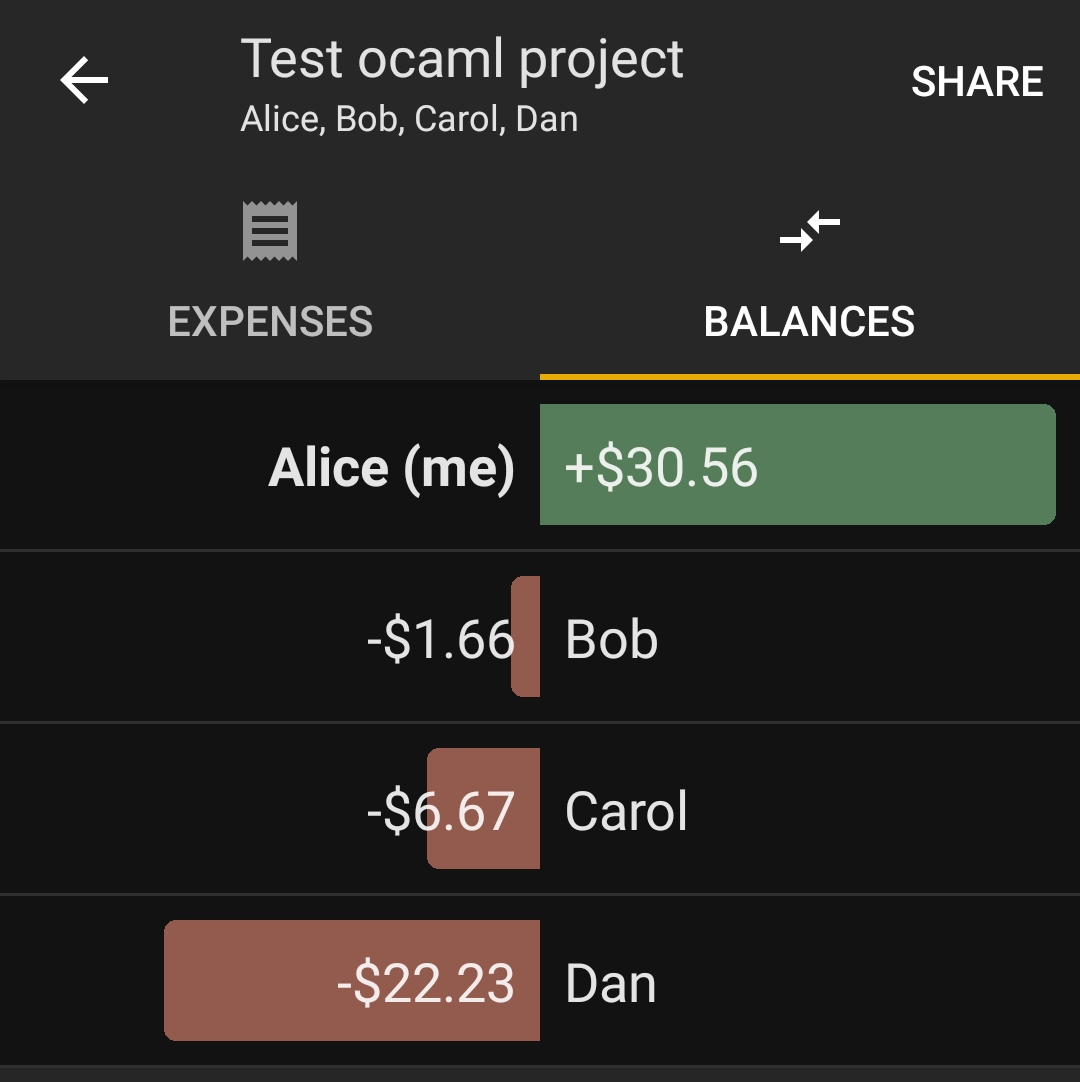 Test ocaml project
Alice, Bob, Carol, Dan
SHARE
EXPENSES
BALANCES
Alice (me) +$30.56
-$1.66 Bob
-$6.67 Carol
-$22.23 Dan